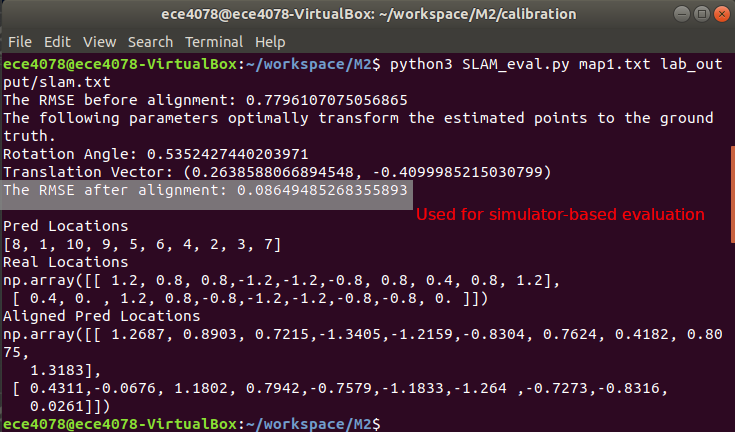 ece4078@ece4078-VirtualBox: ~/workspace/M2/calibration
File Edit View Search Terminal Help
ece4078@ece4078-VirtualBox:~/workspace/M2$ python3 SLAM_eval.py map1.txt lab_out
put/slam.txt
The RMSE before alignment: 0.7796107075056865
The following parameters optimally transform the estimated points to the ground
truth.
Rotation Angle: 0.5352427440203971
Translation Vector: (0.2638588066894548, -0.4099985215030799)
The RMSE after alignment: 0.08649485268355893
Used for simulator-based evaluation
Pred Locations
[8, 1, 10, 9, 5, 6, 4, 2, 3, 7]
Real Locations
np.array([[ 1.2, 0.8, 0.8,-1.2,-1.2,-0.8, 0.8, 0.4, 0.8, 1.2],
 [ 0.4, 0. , 1.2, 0.8,-0.8,-1.2,-1.2,-0.8,-0.8, 0. ]])
Aligned Pred Locations
np.array([[ 1.2687, 0.8903, 0.7215,-1.3405,-1.2159,-0.8304, 0.7624, 0.4182, 0.80
75,
   1.3183],
 [ 0.4311,-0.0676, 1.1802, 0.7942,-0.7579,-1.1833,-1.264 ,-0.7273,-0.8316,
   0.0261]])
ece4078@ece4078-VirtualBox:~/workspace/M2$